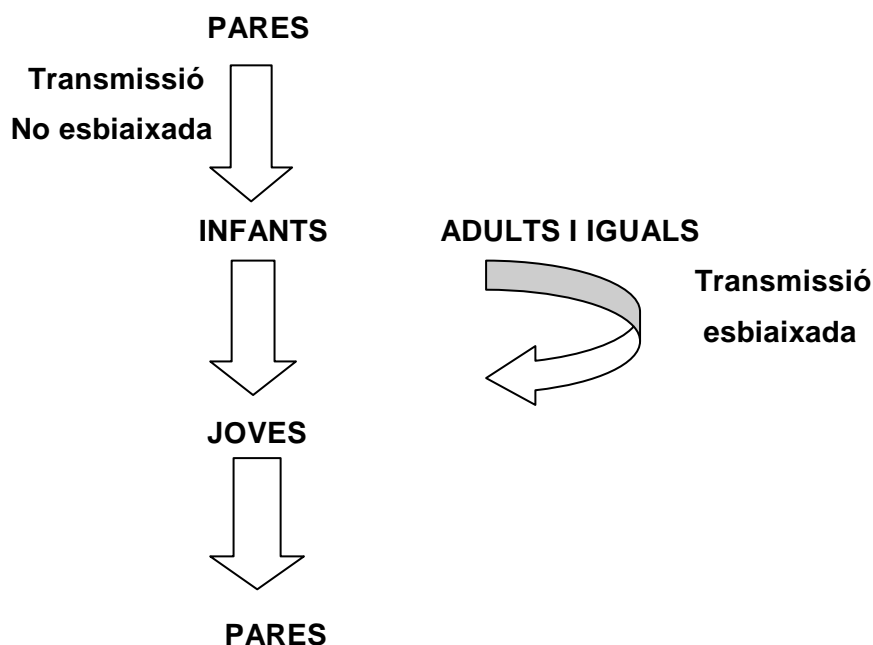 PARES
Transmissió
No esbiaixada
INFANTS
ADULTS I IGUALS
Transmissió
esbiaixada
JOVES
PARES